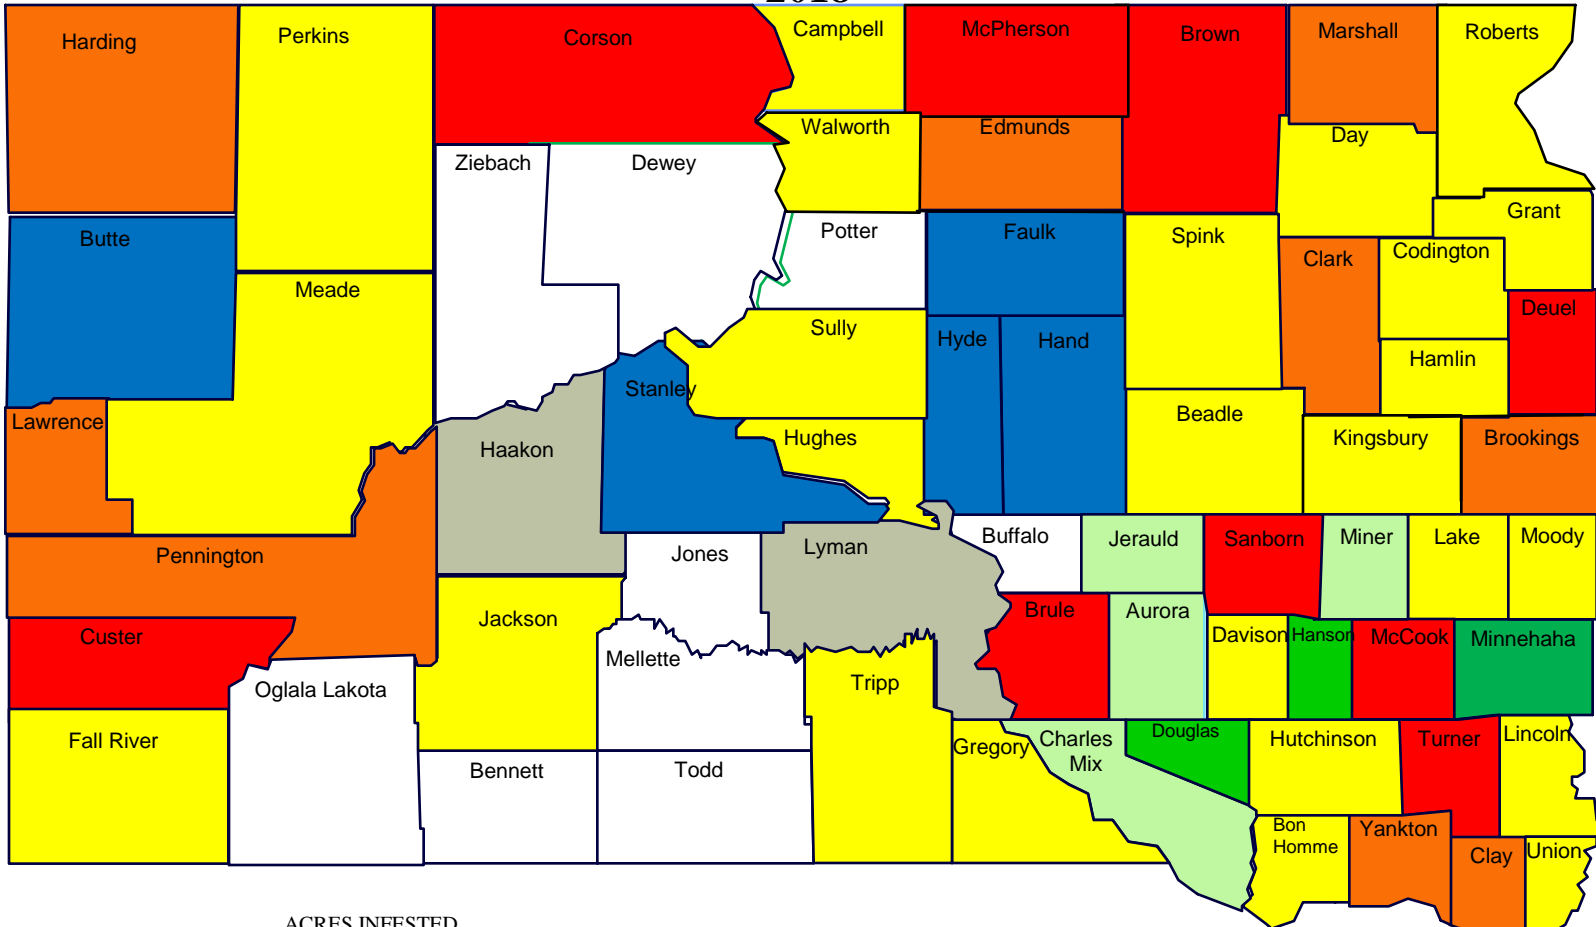 Harding
Perkins
Corson
Campbell
McPherson
Brown
Marshall
Roberts
Walworth
Edmunds
Day
Ziebach
Dewey
Potter
Faulk
Spink
Grant
Butte
Clark
Codington
Meade
Sully
Hyde
Hand
Deuel
Hamlin
Stanley
Lawrence
Haakon
Hughes
Beadle
Kingsbury
Brookings
Pennington
Jones
Lyman
Buffalo
Jerauld
Sanborn
Miner
Lake
Moody
Custer
Jackson
Brule
Aurora
Davison
Hanson
McCook
Minnehaha
Oglala Lakota
Mellette
Tripp
Fall River
Bennett
Todd
Gregory
Charles
Mix
Douglas
Hutchinson
Turner
Lincoln
Bon
Homme
Yankton
Clay
Union
ACRES INFESTED